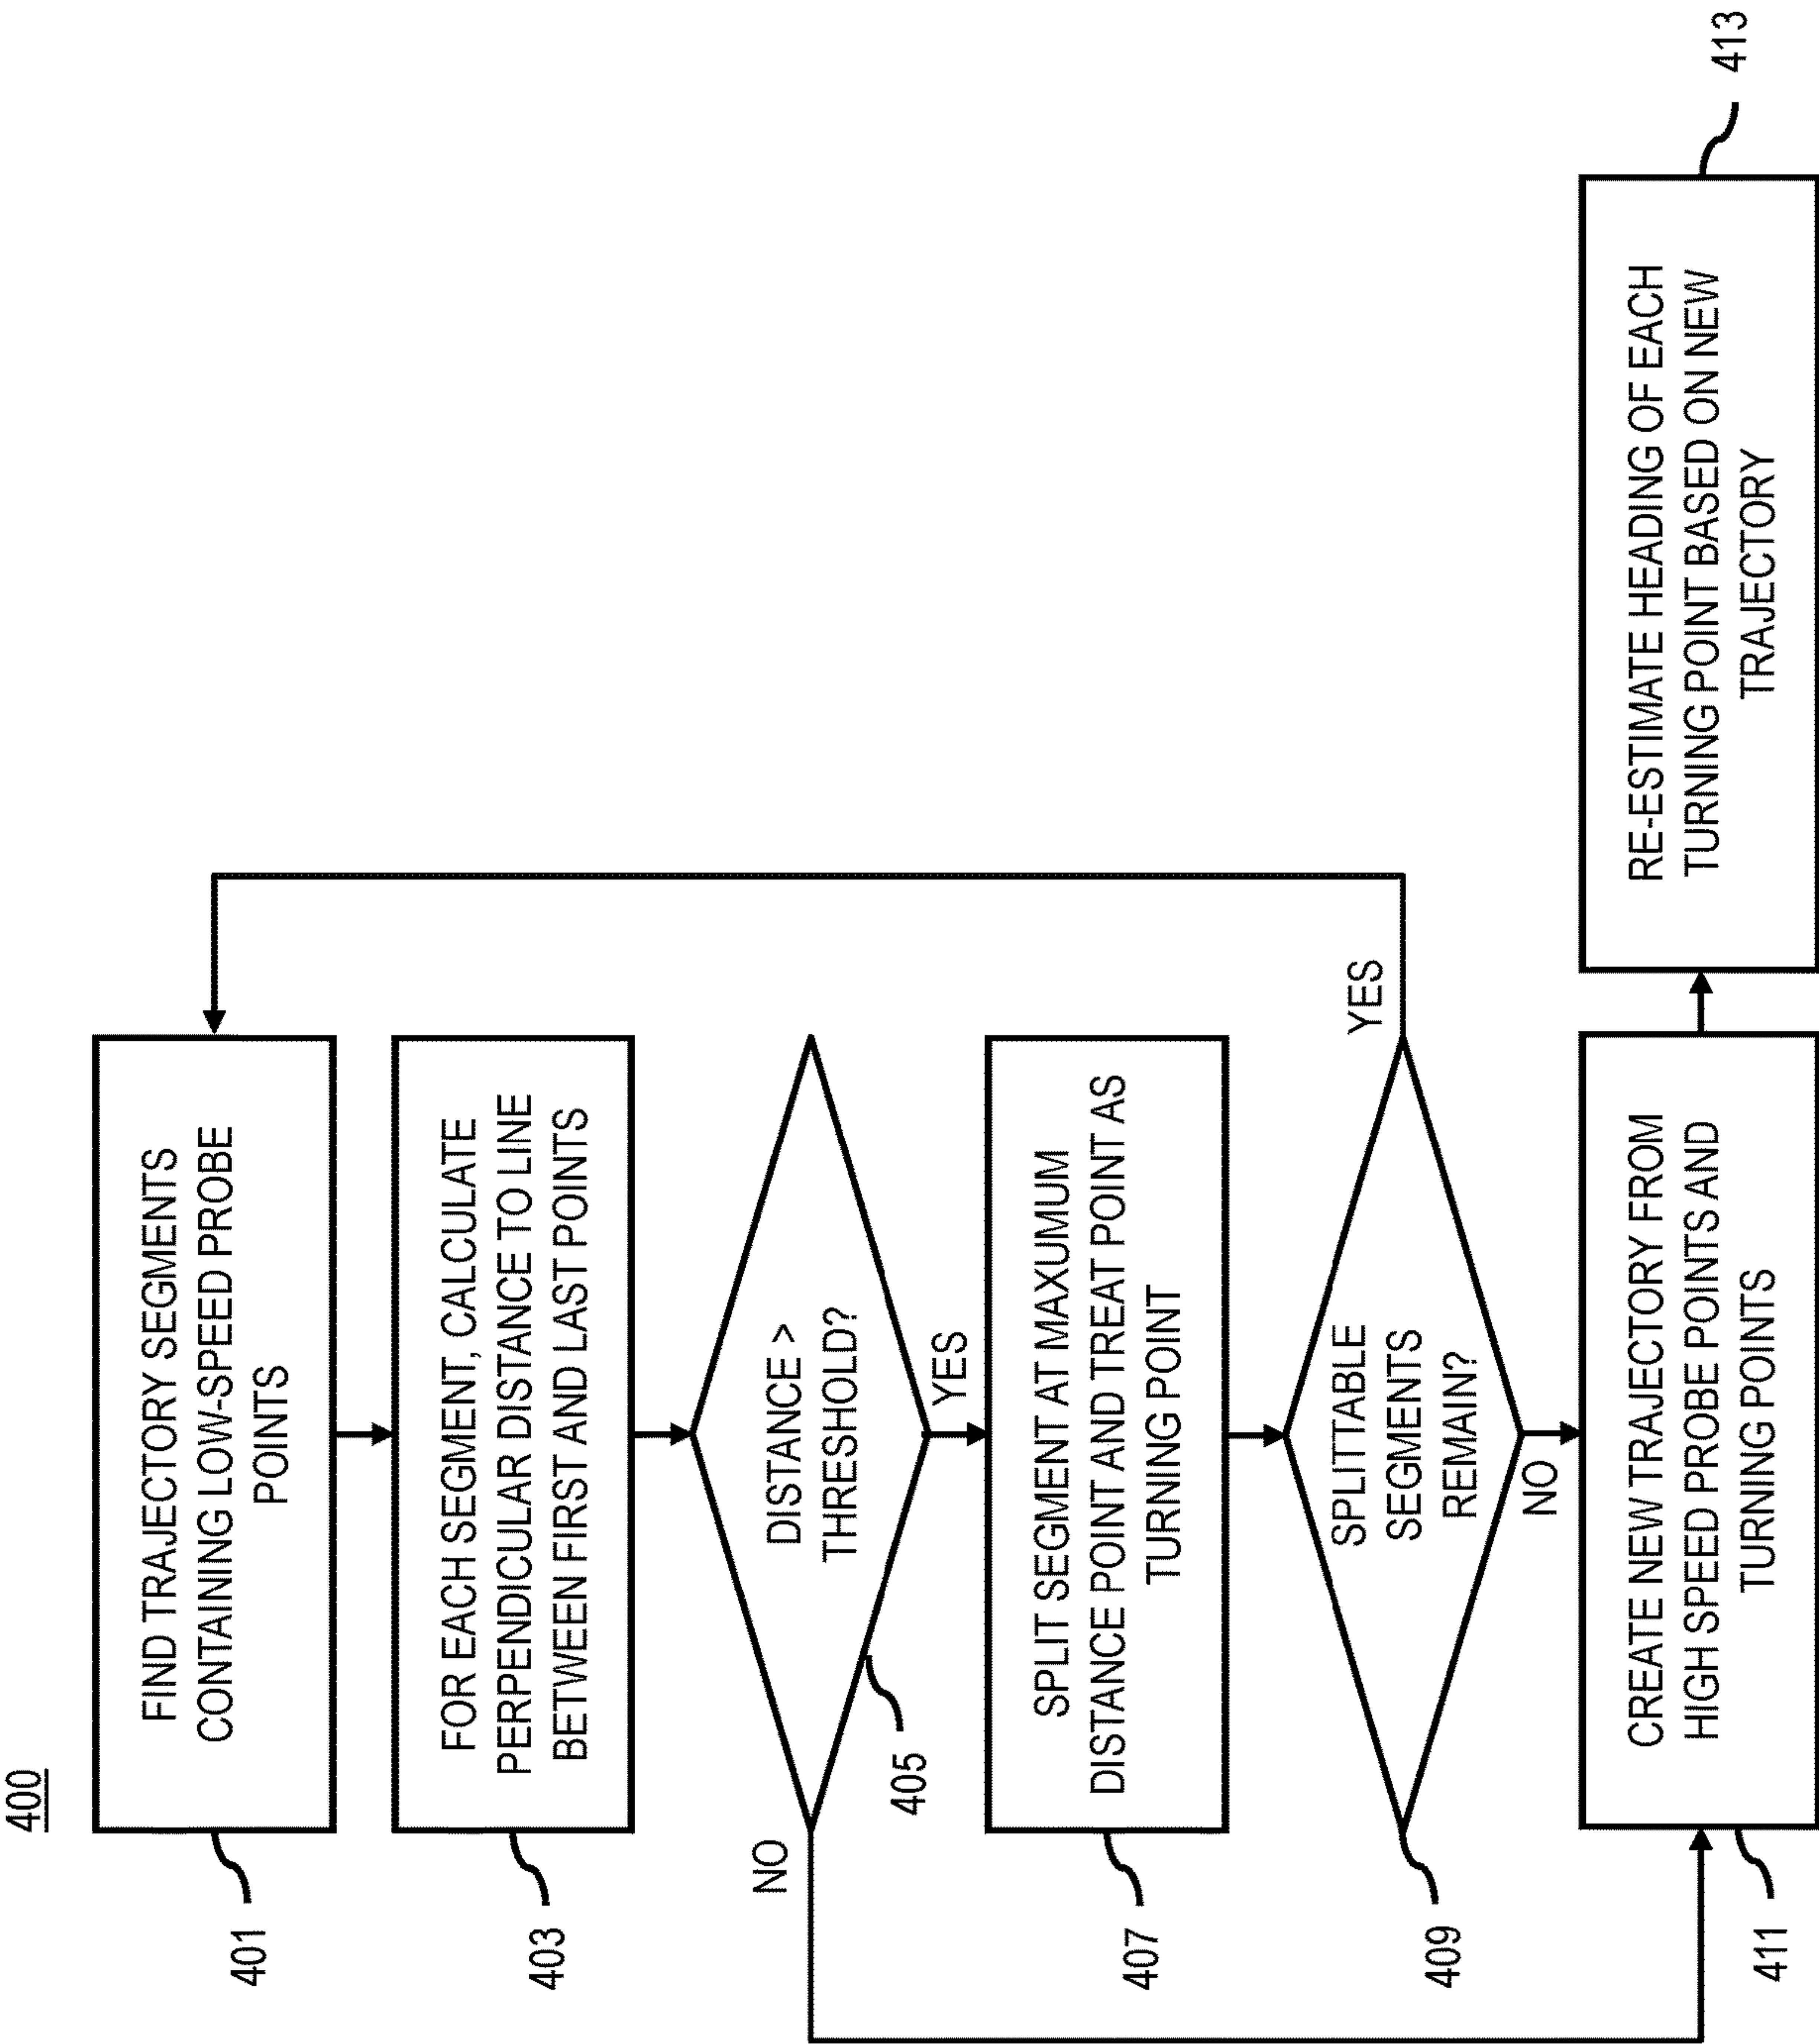 400
FIND TRAJECTORY SEGMENTS
CONTAINING LOW-SPEED PROBE
POINTS
401
FOR EACH SEGMENT, CALCULATE
PERPENDICULAR DISTANCE TO LINE
BETWEEN FIRST AND LAST POINTS
403
DISTANCE >
THRESHOLD?
NO
YES
405
SPLIT SEGMENT AT MAXUMUM
DISTANCE POINT AND TREAT POINT AS
TURNING POINT
407
SPLITTABLE
SEGMENTS
REMAIN?
YES
NO
409
CREATE NEW TRAJECTORY FROM
HIGH SPEED PROBE POINTS AND
TURNING POINTS
411
RE-ESTIMATE HEADING OF EACH
TURNING POINT BASED ON NEW
TRAJECTORY
413